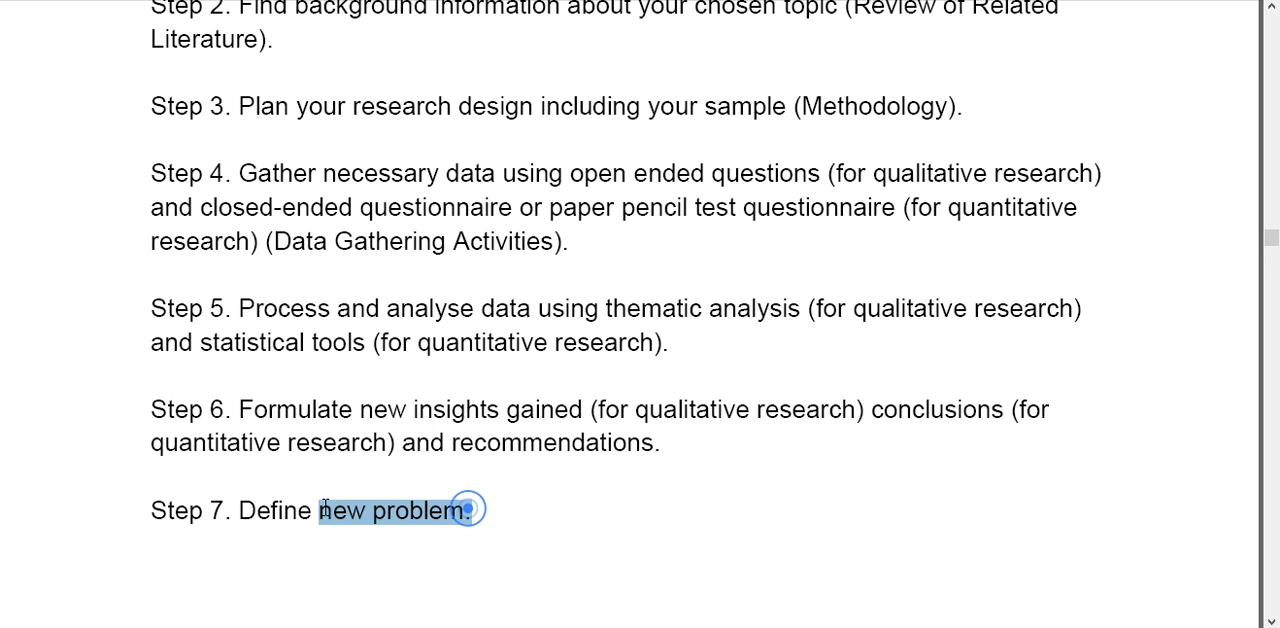 Step 2. Find background information about your chosen topic (Review of Related
Literature).
Step 3. Plan your research design including your sample (Methodology).
Step 4. Gather necessary data using open ended questions (for qualitative research)
and closed-ended questionnaire or paper pencil test questionnaire (for quantitative
research) (Data Gathering Activities).
Step 5. Process and analyse data using thematic analysis (for qualitative research)
and statistical tools (for quantitative research).
Step 6. Formulate new insights gained (for qualitative research) conclusions (for
quantitative research) and recommendations.
Step 7. Define new problem.